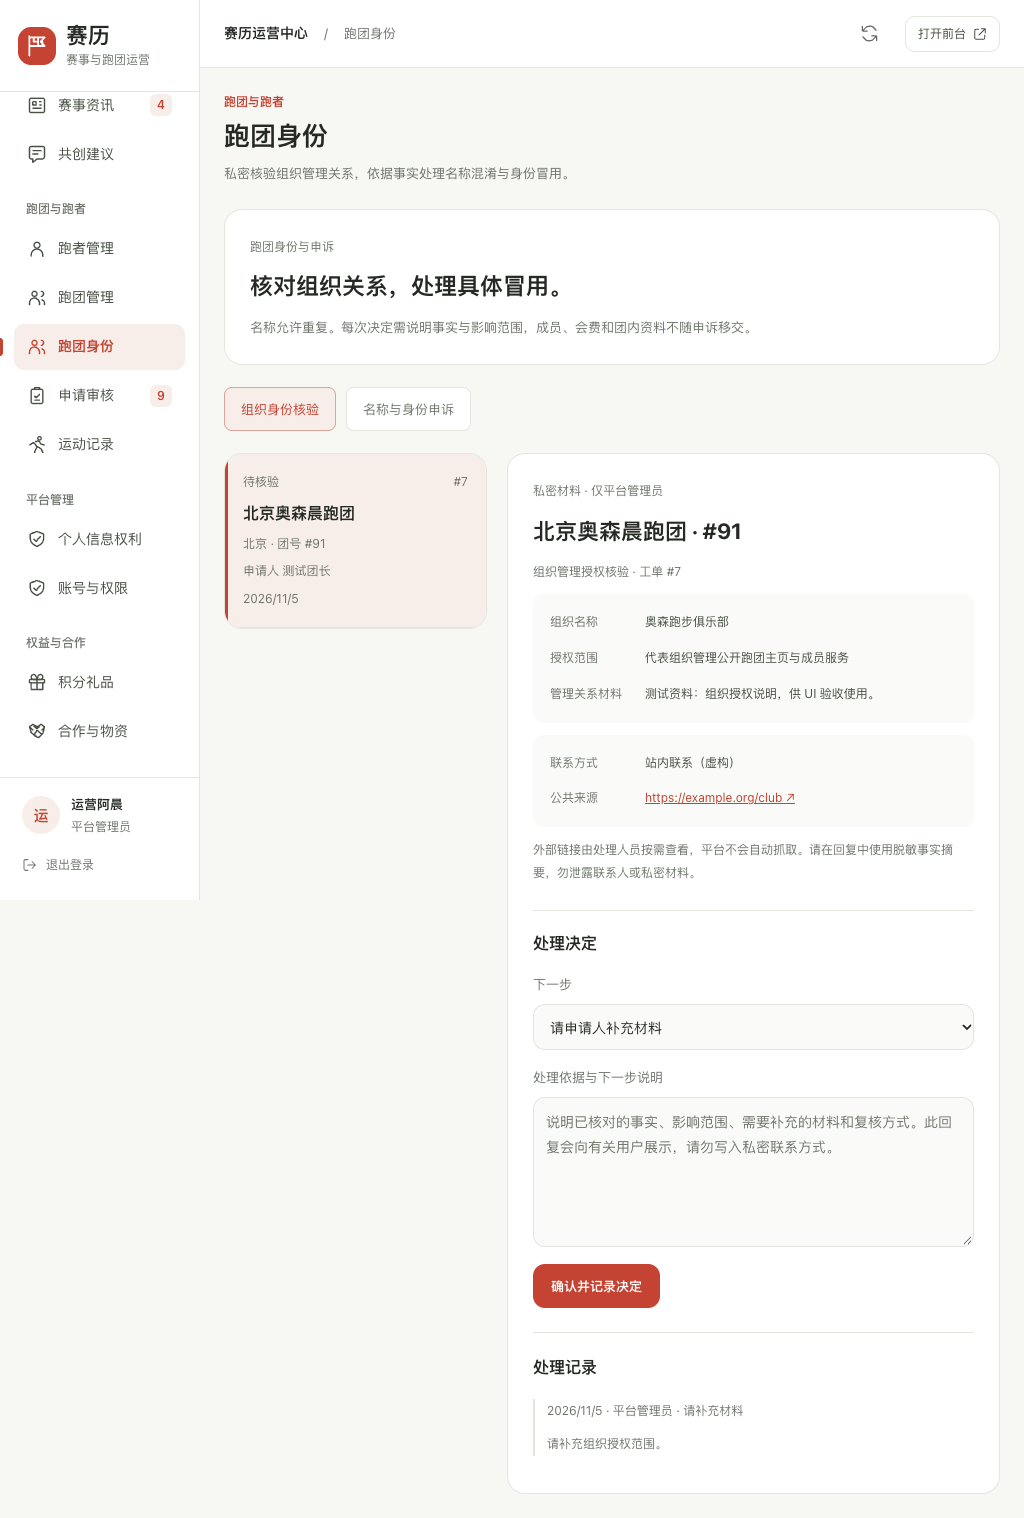 赛历
赛事与跑团运营
赛事资讯 4
共创建议
跑团与跑者
跑者管理
跑团管理
跑团身份
申请审核 9
运动记录
平台管理
个人信息权利
账号与权限
权益与合作
积分礼品
合作与物资
运 运营阿晨
平台管理员
退出登录
赛历运营中心 / 跑团身份
打开前台
跑团与跑者
跑团身份
私密核验组织管理关系，依据事实处理名称混淆与身份冒用。
跑团身份与申诉
核对组织关系，处理具体冒用。
名称允许重复。每次决定需说明事实与影响范围，成员、会费和团内资料不随申诉移交。
组织身份核验 名称与身份申诉
待核验 #7
北京奥森晨跑团
北京 · 团号 #91
申请人 测试团长
2026/11/5
私密材料 · 仅平台管理员
北京奥森晨跑团 · #91
组织管理授权核验 · 工单 #7
组织名称 奥森跑步俱乐部
授权范围 代表组织管理公开跑团主页与成员服务
管理关系材料 测试资料：组织授权说明，供 UI 验收使用。
联系方式 站内联系（虚构）
公共来源 https://example.org/club ↗
外部链接由处理人员按需查看，平台不会自动抓取。请在回复中使用脱敏事实摘
要，勿泄露联系人或私密材料。
处理决定
下一步
请申请人补充材料
处理依据与下一步说明
说明已核对的事实、影响范围、需要补充的材料和复核方式。此回
复会向有关用户展示，请勿写入私密联系方式。
确认并记录决定
处理记录
2026/11/5 · 平台管理员 · 请补充材料
请补充组织授权范围。